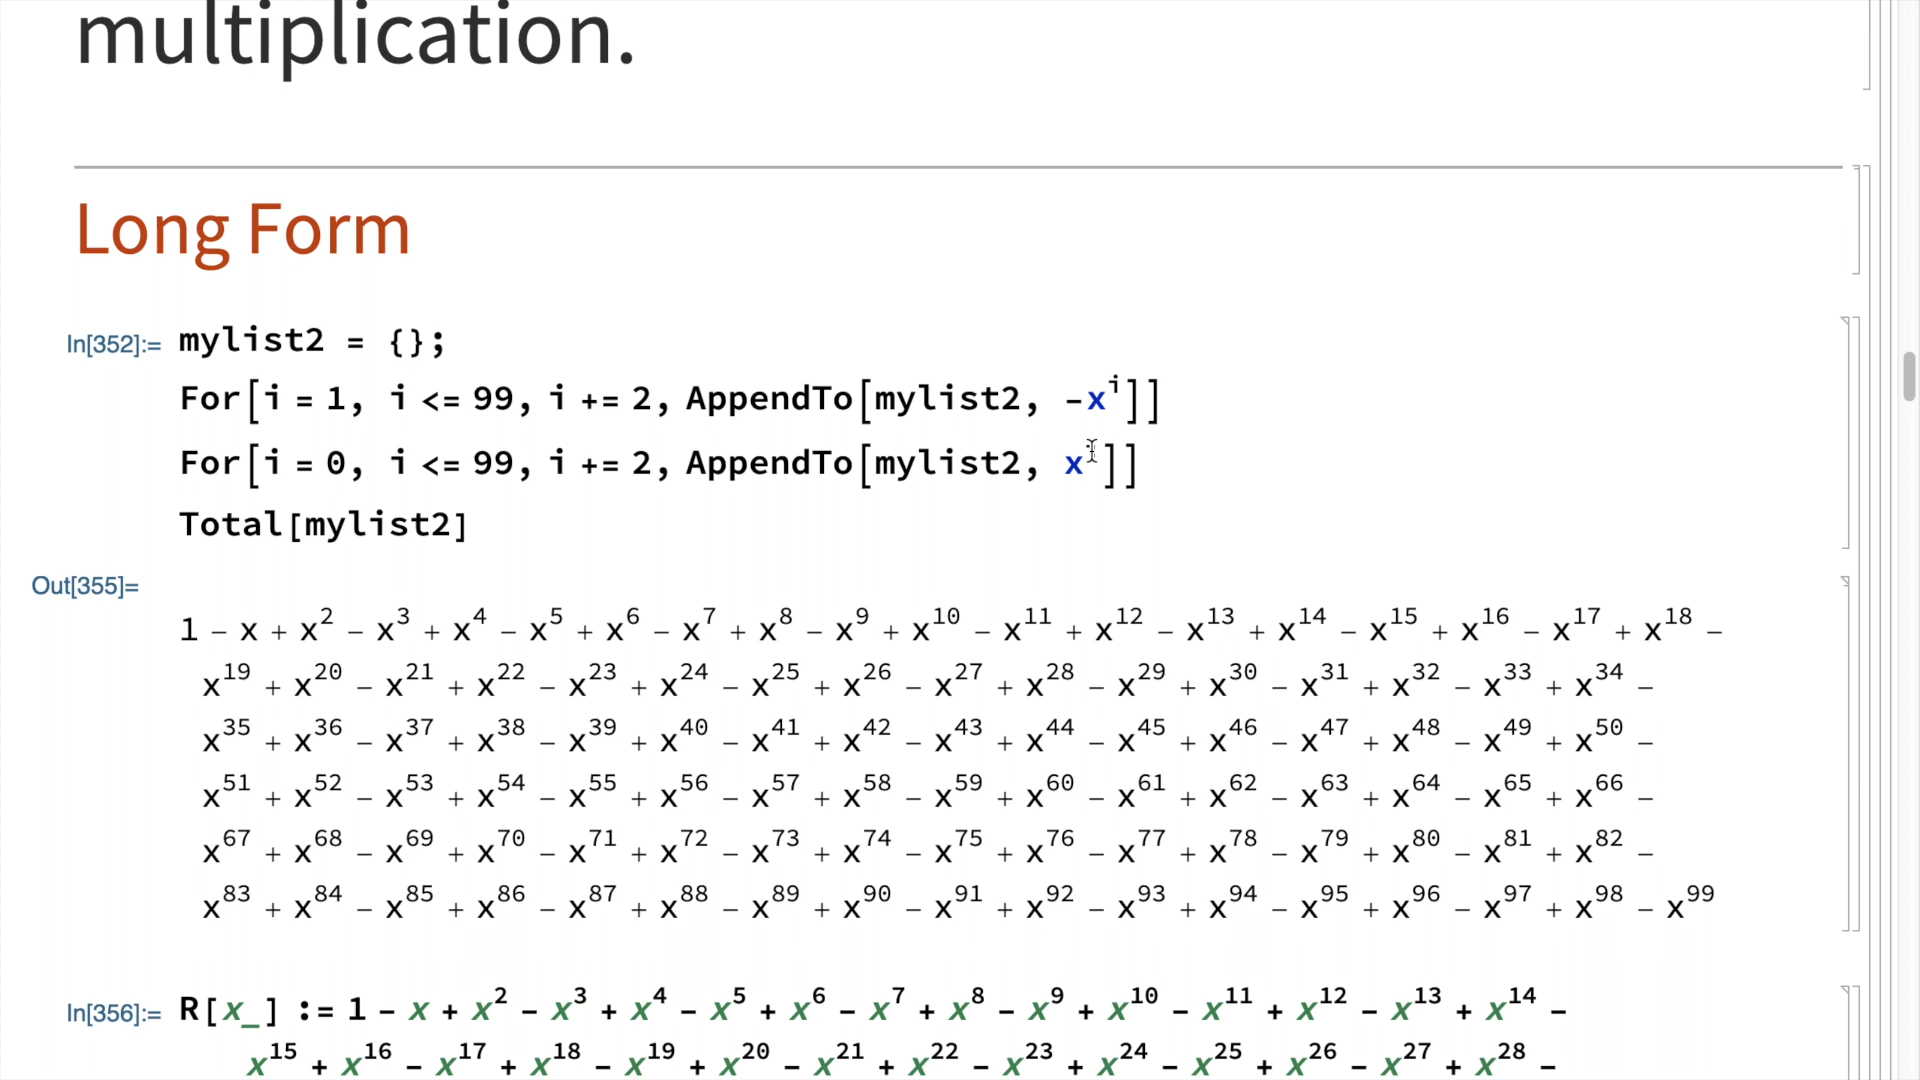 multiplication.
Long Form
In[352]:= mylist2 = {};
For[i = 1, i <= 99, i += 2, AppendTo[mylist2, -x^i]]
For[i = 0, i <= 99, i += 2, AppendTo[mylist2, x^i]]
Total[mylist2]
Out[355]=
1 − x + x^2 − x^3 + x^4 − x^5 + x^6 − x^7 + x^8 − x^9 + x^10 − x^11 + x^12 − x^13 + x^14 − x^15 + x^16 − x^17 + x^18 −
x^19 + x^20 − x^21 + x^22 − x^23 + x^24 − x^25 + x^26 − x^27 + x^28 − x^29 + x^30 − x^31 + x^32 − x^33 + x^34 −
x^35 + x^36 − x^37 + x^38 − x^39 + x^40 − x^41 + x^42 − x^43 + x^44 − x^45 + x^46 − x^47 + x^48 − x^49 + x^50 −
x^51 + x^52 − x^53 + x^54 − x^55 + x^56 − x^57 + x^58 − x^59 + x^60 − x^61 + x^62 − x^63 + x^64 − x^65 + x^66 −
x^67 + x^68 − x^69 + x^70 − x^71 + x^72 − x^73 + x^74 − x^75 + x^76 − x^77 + x^78 − x^79 + x^80 − x^81 + x^82 −
x^83 + x^84 − x^85 + x^86 − x^87 + x^88 − x^89 + x^90 − x^91 + x^92 − x^93 + x^94 − x^95 + x^96 − x^97 + x^98 − x^99
In[356]:= R[x_] := 1 − x + x^2 − x^3 + x^4 − x^5 + x^6 − x^7 + x^8 − x^9 + x^10 − x^11 + x^12 − x^13 + x^14 −
x^15 + x^16 − x^17 + x^18 − x^19 + x^20 − x^21 + x^22 − x^23 + x^24 − x^25 + x^26 − x^27 + x^28 −